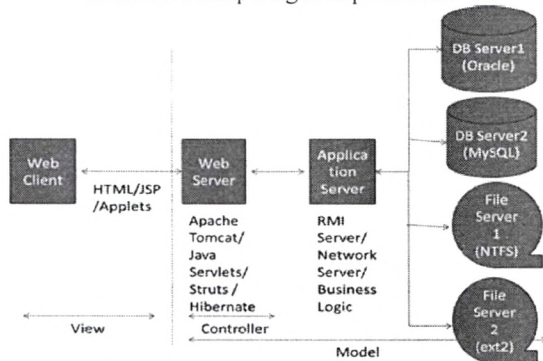 DB Server1
(Oracle)
DB Server2
(MySQL)
Web
Client
HTML/JSP
/Applets
Web
Server
Applica
tion
Server
File
Server
1
(NTFS)
Apache
Tomcat/
Java
Servlets/
Struts /
Hibernate
RMI
Server/
Network
Server/
Business
Logic
File
Server
2
(ext2)
View
Controller
Model